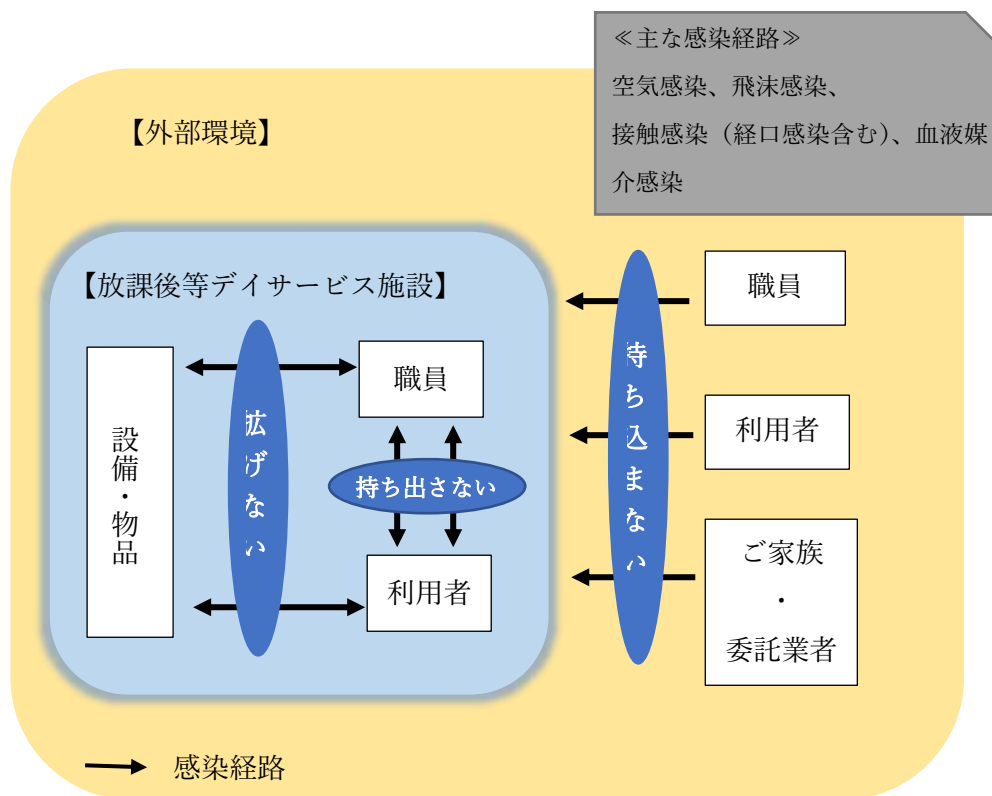 ≪主な感染経路≫
空気感染、飛沫感染、
接触感染（経口感染含む）、血液媒
介感染
【外部環境】
【放課後等デイサービス施設】
設備・物品
拡げない
職員
持ち出さない
利用者
持ち込まない
職員
利用者
ご家族
・
委託業者
感染経路